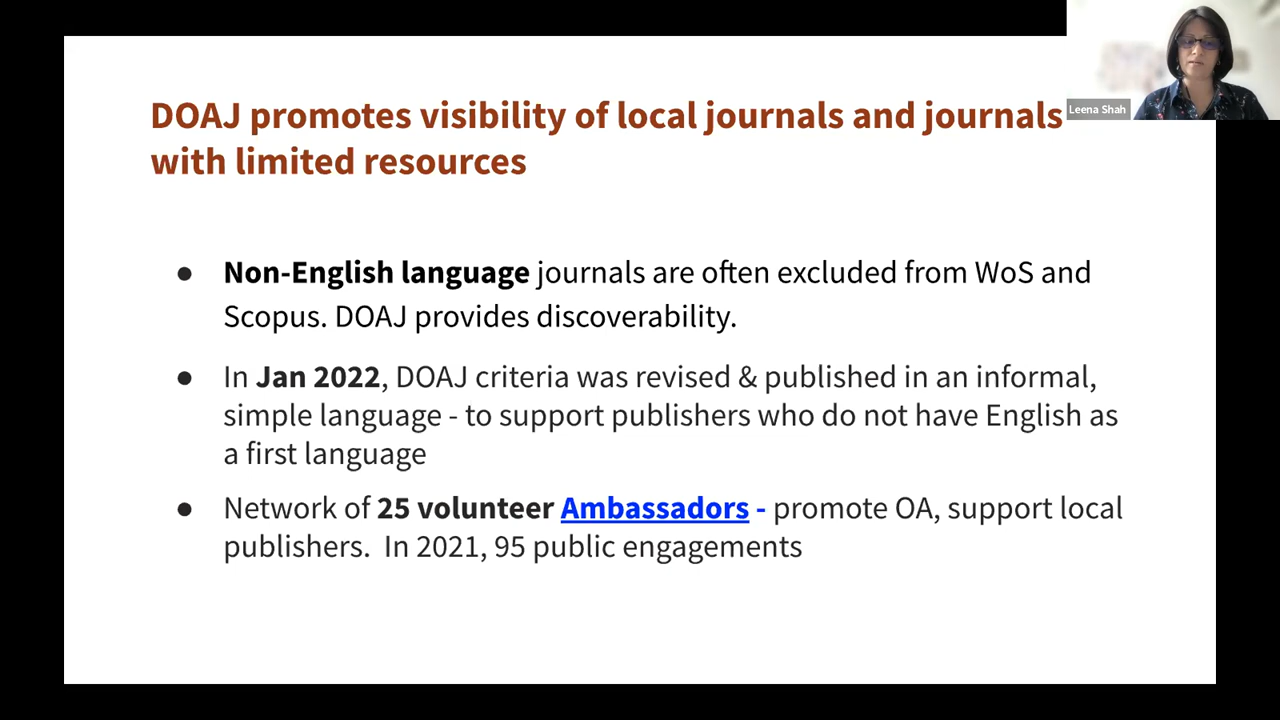 DOAJ promotes visibility of local journals and journals
with limited resources
Leena Shah
● Non-English language journals are often excluded from WoS and
Scopus. DOAJ provides discoverability.
● In Jan 2022, DOAJ criteria was revised & published in an informal,
simple language - to support publishers who do not have English as
a first language
● Network of 25 volunteer Ambassadors - promote OA, support local
publishers.  In 2021, 95 public engagements